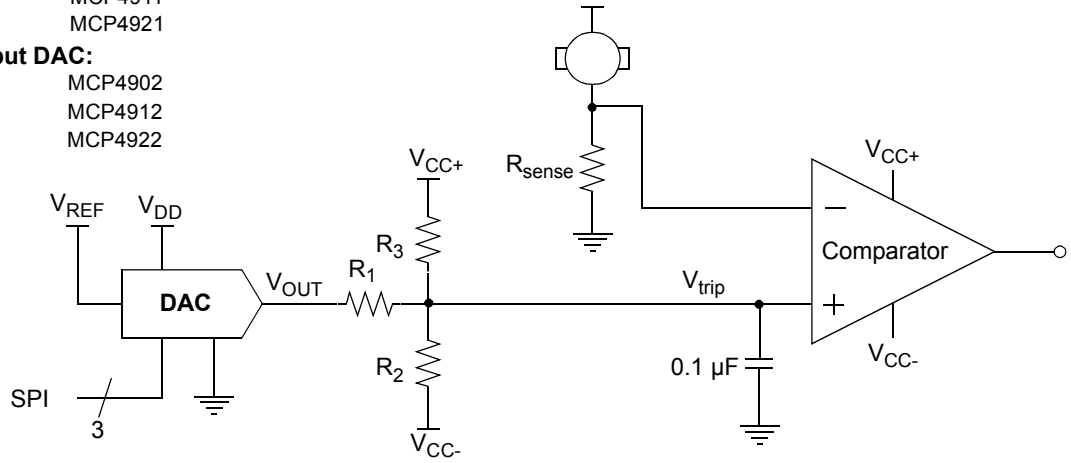 MCP4921
put DAC:
MCP4902
MCP4912
MCP4922
VCC+
Rsense
VCC+
VREF
VDD
R3
−
Comparator
DAC
VOUT
R1
Vtrip
+
R2
0.1 µF
VCC-
SPI
3
VCC-